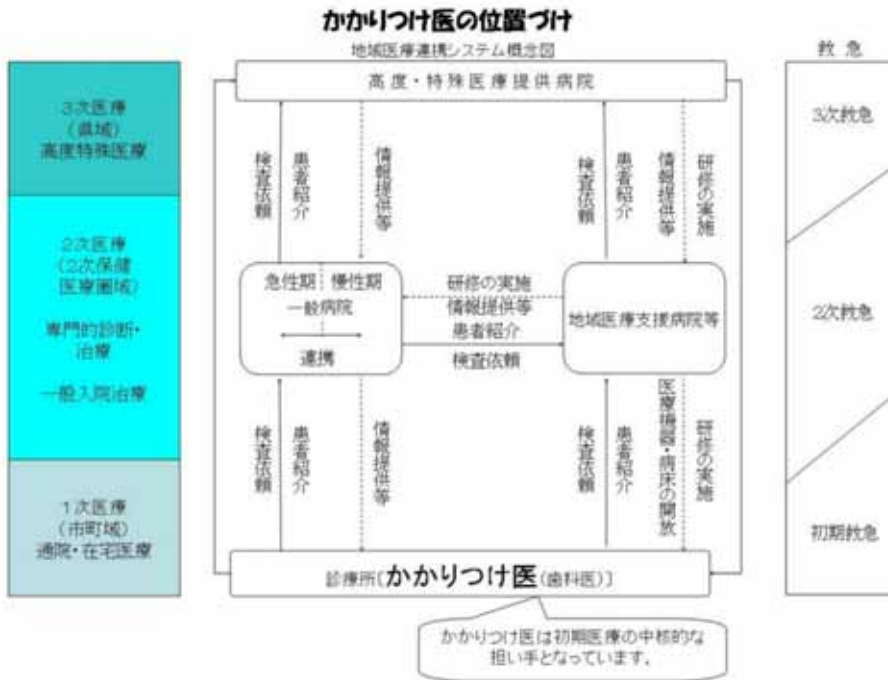 かかりつけ医の位置づけ
地域医療連携システム概念図
救急
高度・特殊医療提供病院
3次医療
(県域)
高度特殊医療
検査依頼
患者紹介
情報提供等
検査依頼
患者紹介
情報提供等
研修の実施
3次救急
2次医療
(2次保健
医療圏域)
専門的診断・
治療
一般入院治療
急性期
慢性期
一般病院
連携
研修の実施
情報提供等
患者紹介
検査依頼
地域医療支援病院等
2次救急
検査依頼
患者紹介
情報提供等
検査依頼
患者紹介
医療機器・病床の開放
研修の実施
1次医療
(市町域)
通院・在宅医療
初期救急
診療所[かかりつけ医(歯科医)]
かかりつけ医は初期医療の中核的な
担い手となっています。